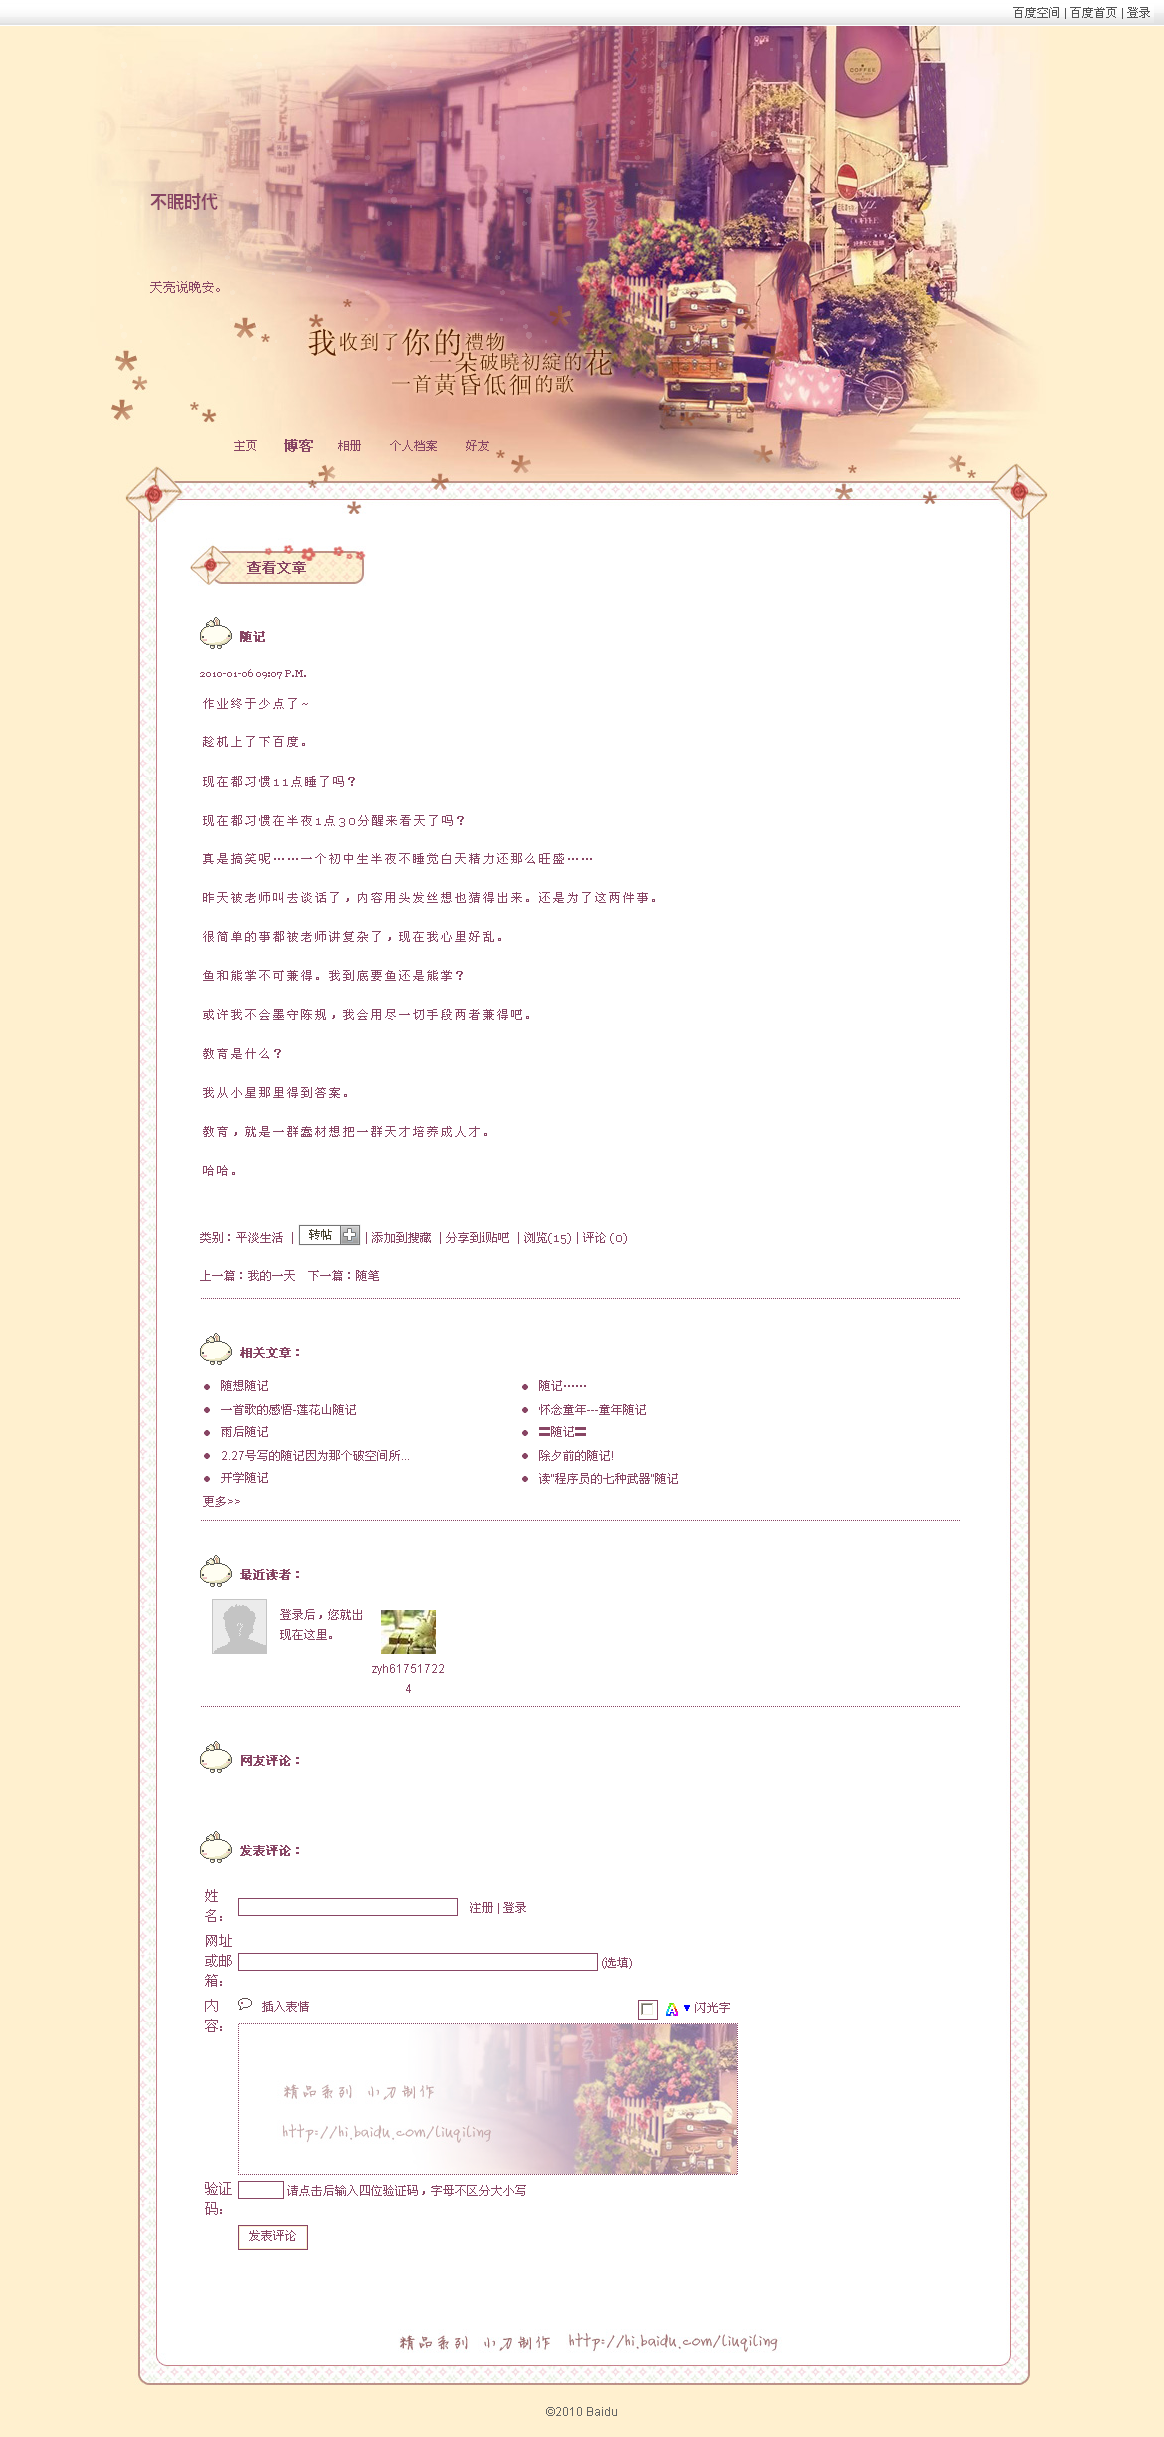 百度空间 | 百度首页 | 登录
COFFEE
メン
不眠时代
天亮说晚安。
我收到了你的禮物
一朵破曉初綻的花
一首黃昏低徊的歌
主页 博客 相册 个人档案 好友
查看文章
随记
2010-01-06 09:07 P.M.
作业终于少点了~
趁机上了下百度。
现在都习惯11点睡了吗?
现在都习惯在半夜1点30分醒来看天了吗?
真是搞笑呢……一个初中生半夜不睡觉白天精力还那么旺盛……
昨天被老师叫去谈话了，内容用头发丝想也猜得出来。还是为了这两件事。
很简单的事都被老师讲复杂了，现在我心里好乱。
鱼和熊掌不可兼得。我到底要鱼还是熊掌?
或许我不会墨守陈规，我会用尽一切手段两者兼得吧。
教育是什么?
我从小星那里得到答案。
教育，就是一群蠢材想把一群天才培养成人才。
哈哈。
类别：平淡生活 | 转帖 | 添加到搜藏 | 分享到i贴吧 | 浏览(15) | 评论 (0)
上一篇：我的一天 下一篇：随笔
相关文章：
随想随记 随记……
一首歌的感悟-莲花山随记 怀念童年---童年随记
雨后随记 〓随记〓
2.27号写的随记因为那个破空间所... 除夕前的随记!
开学随记 读"程序员的七种武器"随记
更多>>
最近读者：
登录后，您就出
现在这里。
zyh61751722
4
网友评论：
发表评论：
姓
名： 注册 | 登录
网址
或邮
箱： (选填)
内
容： 插入表情 闪光字
精品系列 小刀制作
http://hi.baidu.com/liuqiling
验证
码： 请点击后输入四位验证码，字母不区分大小写
发表评论
精品系列 小刀制作 http://hi.baidu.com/liuqiling
©2010 Baidu